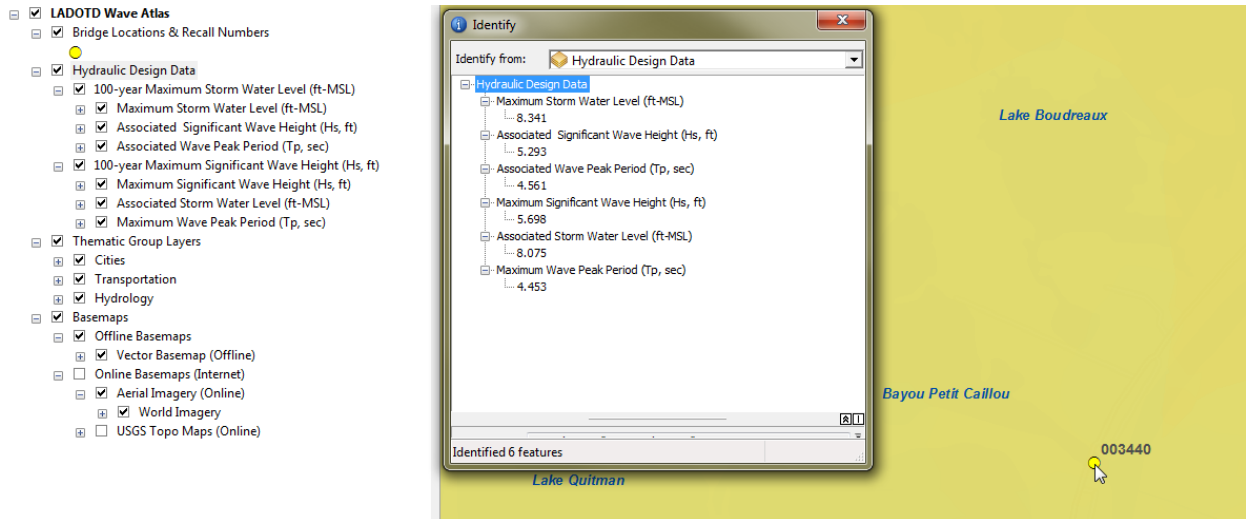 LADOTD Wave Atlas
Bridge Locations & Recall Numbers
Hydraulic Design Data
100-year Maximum Storm Water Level (ft-MSL)
Maximum Storm Water Level (ft-MSL)
Associated Significant Wave Height (Hs, ft)
Associated Wave Peak Period (Tp, sec)
100-year Maximum Significant Wave Height (Hs, ft)
Maximum Significant Wave Height (Hs, ft)
Associated Storm Water Level (ft-MSL)
Maximum Wave Peak Period (Tp, sec)
Thematic Group Layers
Cities
Transportation
Hydrology
Basemaps
Offline Basemaps
Vector Basemap (Offline)
Online Basemaps (Internet)
Aerial Imagery (Online)
World Imagery
USGS Topo Maps (Online)
Identify
Identify from: Hydraulic Design Data
Hydraulic Design Data
Maximum Storm Water Level (ft-MSL)
8.341
Associated Significant Wave Height (Hs, ft)
5.293
Associated Wave Peak Period (Tp, sec)
4.561
Maximum Significant Wave Height (Hs, ft)
5.698
Associated Storm Water Level (ft-MSL)
8.075
Maximum Wave Peak Period (Tp, sec)
4.453
Identified 6 features
Lake Boudreaux
Bayou Petit Caillou
003440
Lake Quitman